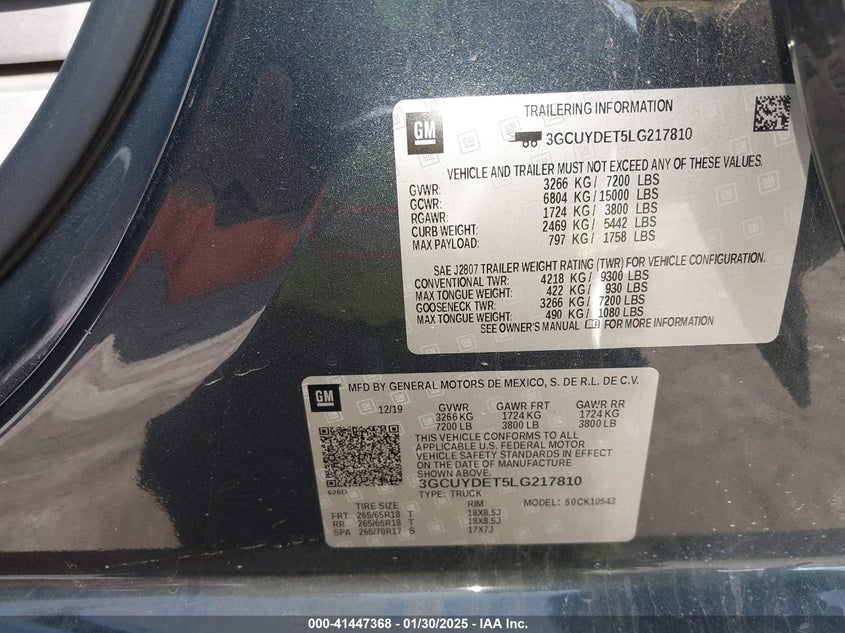 TRAILERING INFORMATION
GM
3GCUYDET5LG217810
VEHICLE AND TRAILER MUST NOT EXCEED ANY OF THESE VALUES.
GVWR: 3266 KG / 7200 LBS
GCWR: 6804 KG / 15000 LBS
RGAWR: 1724 KG / 3800 LBS
CURB WEIGHT: 2469 KG / 5442 LBS
MAX PAYLOAD: 797 KG / 1758 LBS
SAE J2807 TRAILER WEIGHT RATING (TWR) FOR VEHICLE CONFIGURATION.
CONVENTIONAL TWR: 4218 KG / 9300 LBS
MAX TONGUE WEIGHT: 422 KG / 930 LBS
GOOSENECK TWR: 3266 KG / 7200 LBS
MAX TONGUE WEIGHT: 490 KG / 1080 LBS
SEE OWNER'S MANUAL FOR MORE INFORMATION
GM
MFD BY GENERAL MOTORS DE MEXICO, S. DE R.L. DE C.V.
12/19 GVWR GAWR FRT GAWR RR
3266 KG 1724 KG 1724 KG
7200 LB 3800 LB 3800 LB
THIS VEHICLE CONFORMS TO ALL
APPLICABLE U.S. FEDERAL MOTOR
VEHICLE SAFETY STANDARDS IN EFFECT
ON THE DATE OF MANUFACTURE
SHOWN ABOVE.
3GCUYDET5LG217810
626D TYPE: TRUCK MODEL: 50CK10543
TIRE SIZE RIM
FRT 265/65R18 T 18X8.5J
RR 265/65R18 T 18X8.5J
SPA 265/70R17 S 17X7J
000-41447368 - 01/30/2025 - IAA Inc.